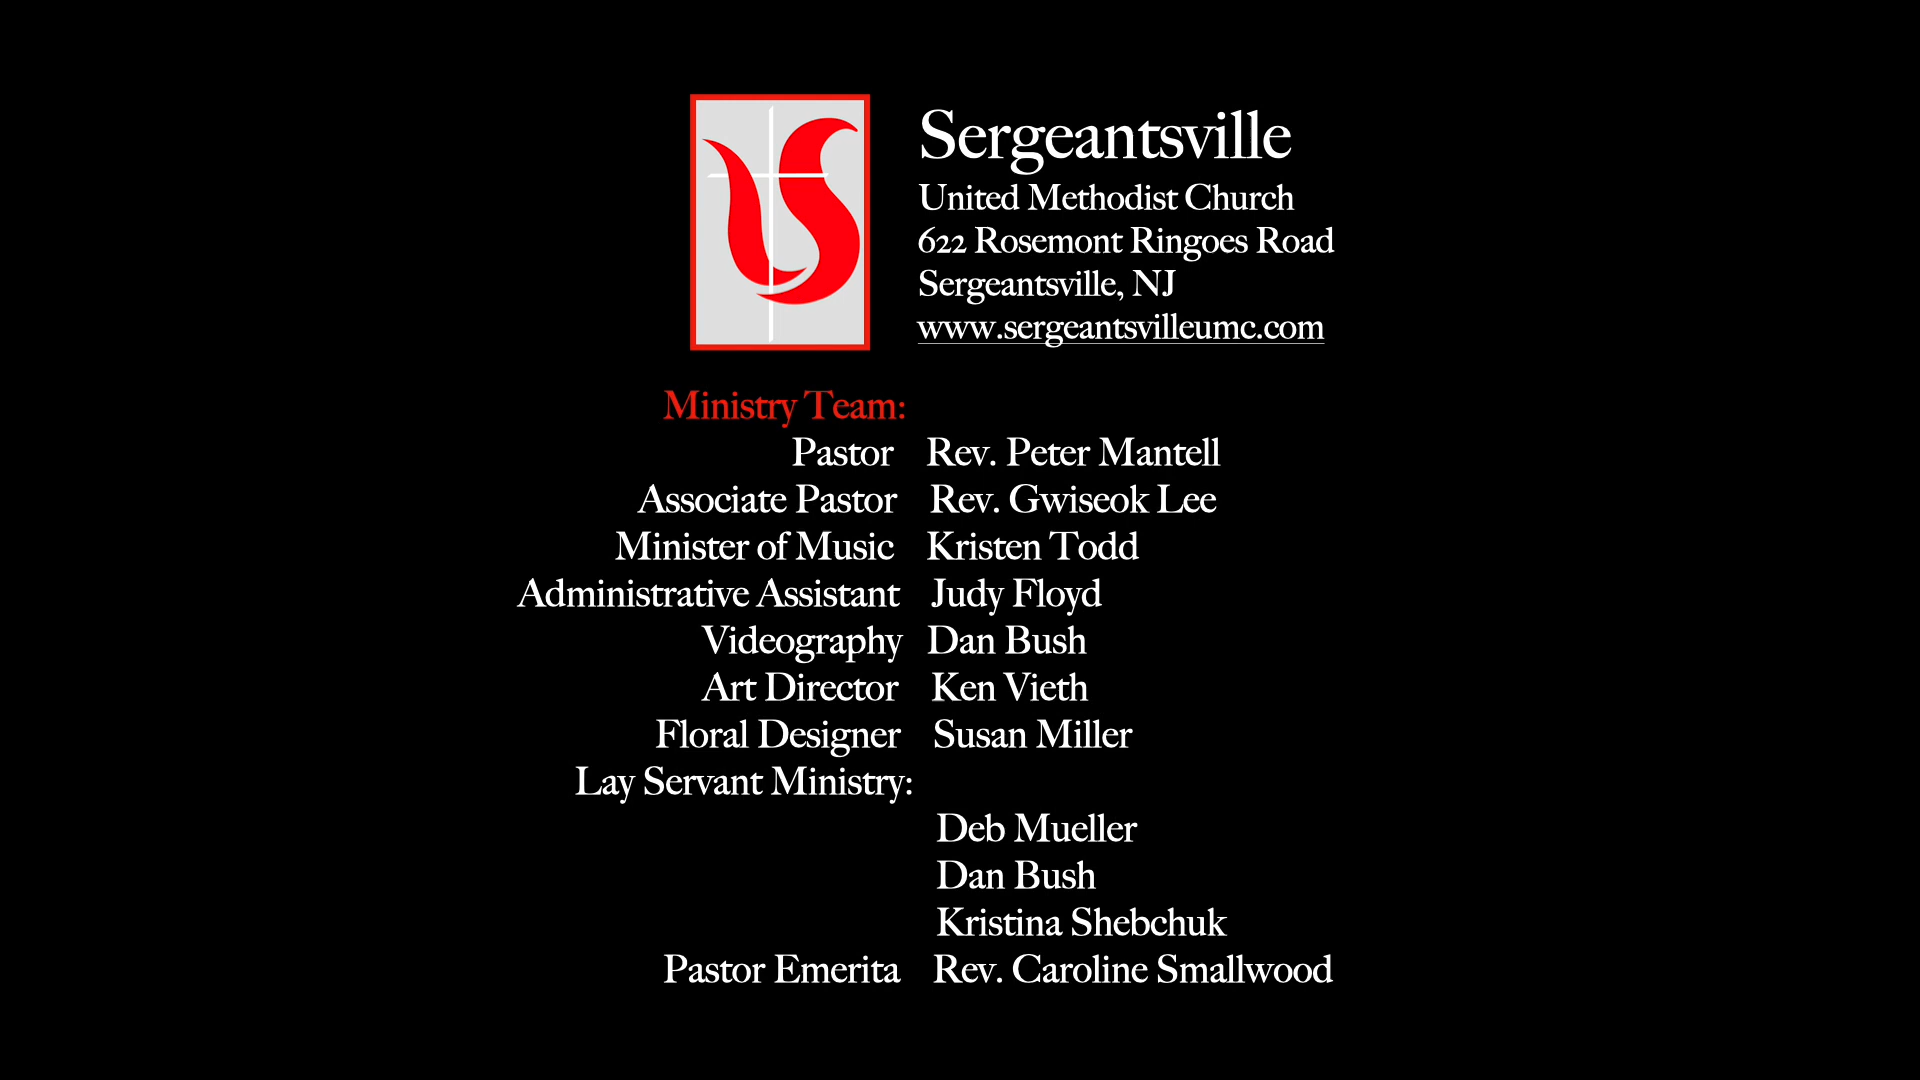 Sergeantsville
United Methodist Church
622 Rosemont Ringoes Road
Sergeantsville, NJ
www.sergeantsvilleumc.com
Ministry Team:
Pastor Rev. Peter Mantell
Associate Pastor Rev. Gwiseok Lee
Minister of Music Kristen Todd
Administrative Assistant Judy Floyd
Videography Dan Bush
Art Director Ken Vieth
Floral Designer Susan Miller
Lay Servant Ministry:
Deb Mueller
Dan Bush
Kristina Shebchuk
Pastor Emerita Rev. Caroline Smallwood